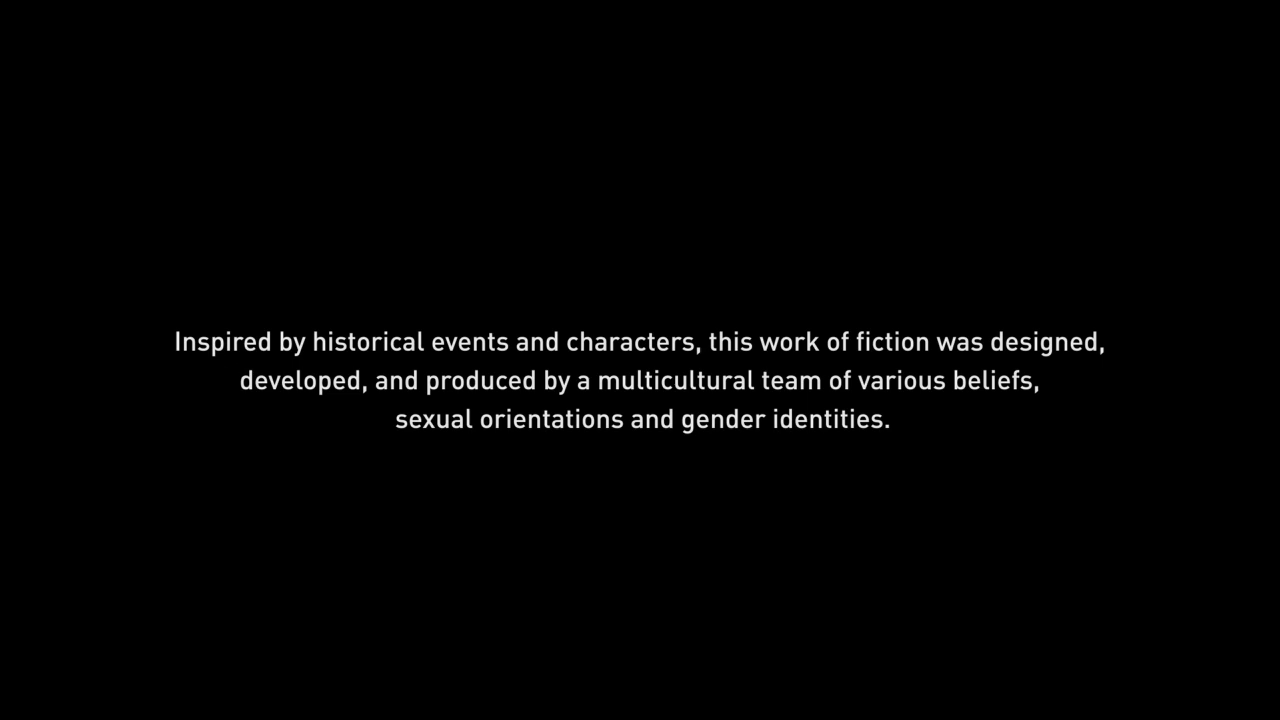 Inspired by historical events and characters, this work of fiction was designed,
developed, and produced by a multicultural team of various beliefs,
sexual orientations and gender identities.